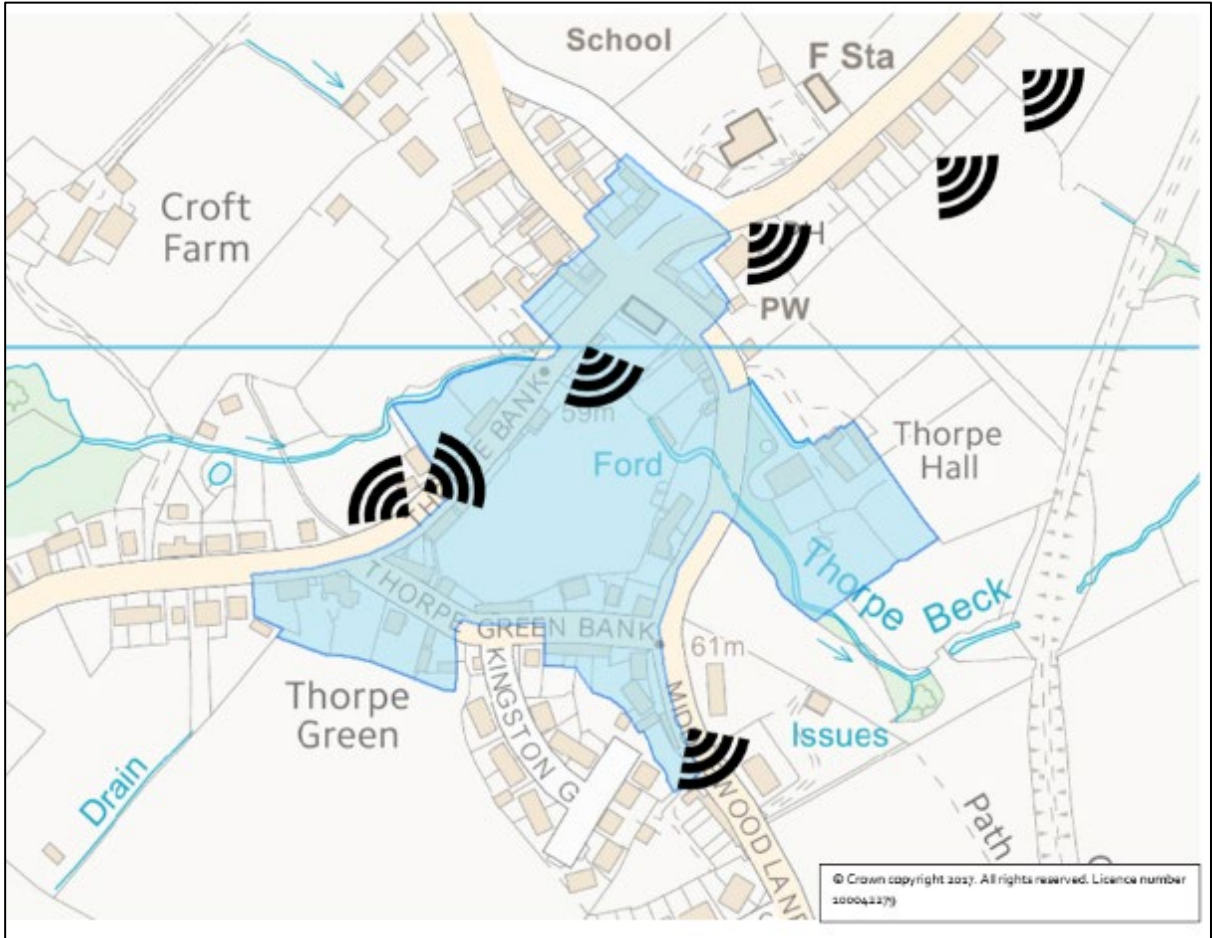 School
F Sta
Croft
Farm
PW
59m
Ford
Thorpe
Hall
Thorpe Beck
THORPE GREEN BANK
61m
KINGSTON G
Thorpe
Green
Issues
Drain
Path
© Crown copyright 2017. All rights reserved. Licence number
100042279